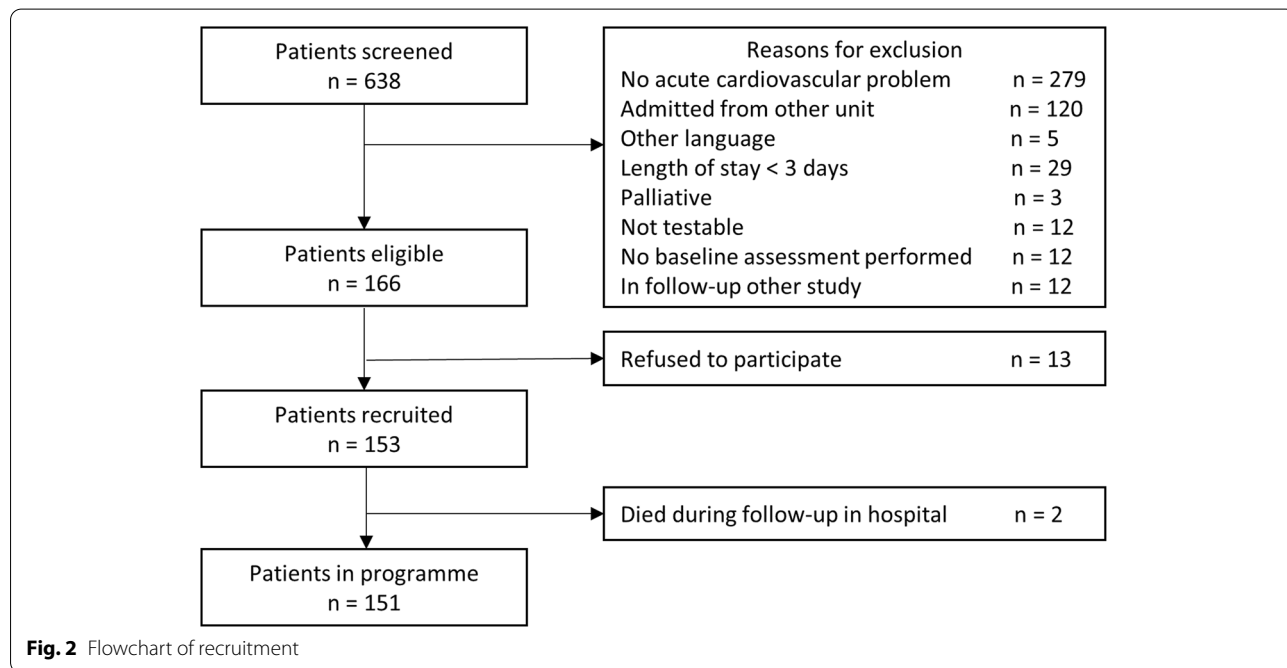 Patients screened
n = 638
Reasons for exclusion
No acute cardiovascular problem n = 279
Admitted from other unit n = 120
Other language n = 5
Length of stay < 3 days n = 29
Palliative n = 3
Not testable n = 12
No baseline assessment performed n = 12
In follow-up other study n = 12
Patients eligible
n = 166
Refused to participate n = 13
Patients recruited
n = 153
Died during follow-up in hospital n = 2
Patients in programme
n = 151
Fig. 2 Flowchart of recruitment